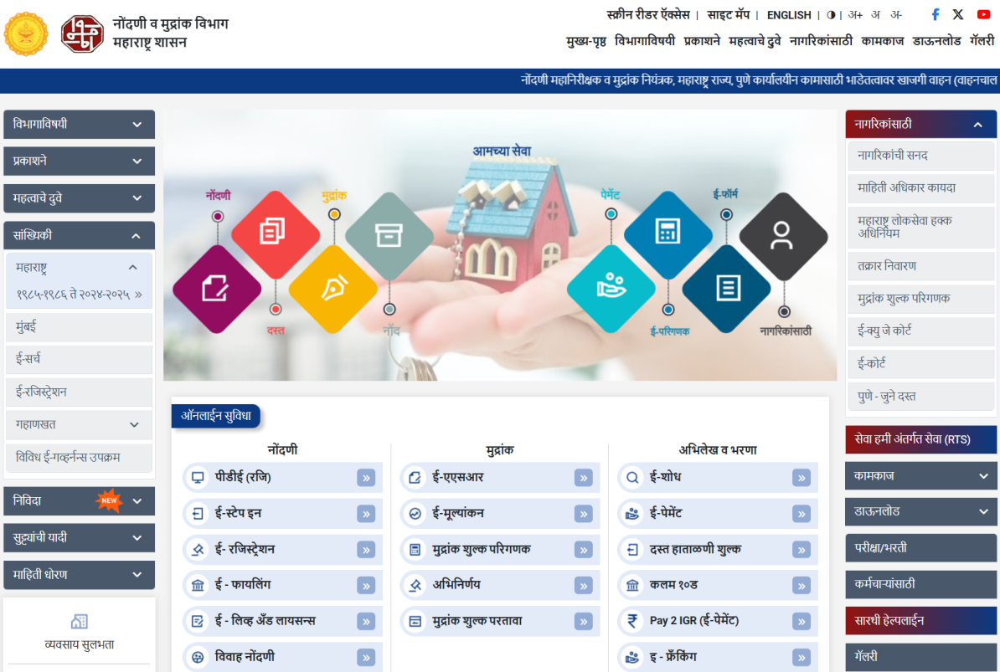 स्क्रीन रीडर ऍक्सेस | साइट मॅप | ENGLISH | अ+ अ अ-
नोंदणी व मुद्रांक विभाग
महाराष्ट्र शासन
मुख्य-पृष्ठ विभागाविषयी प्रकाशने महत्वाचे दुवे नागरिकांसाठी कामकाज डाऊनलोड गॅलरी
नोंदणी महानिरीक्षक व मुद्रांक नियंत्रक, महाराष्ट्र राज्य, पुणे कार्यालयीन कामासाठी भाडेतत्वावर खाजगी वाहन (वाहनचाल
विभागाविषयी
प्रकाशने
महत्वाचे दुवे
सांख्यिकी
महाराष्ट्र
१९८५-१९८६ ते २०२४-२०२५ »
मुंबई
ई-सर्च
ई-रजिस्ट्रेशन
गहाणखत
विविध ई-गव्हर्नन्स उपक्रम
निविदा NEW
सुट्ट्यांची यादी
माहिती धोरण
व्यवसाय सुलभता
आमच्या सेवा
नोंदणी
मुद्रांक
पेमेंट
ई-फॉर्म
दस्त
नोंद
ई-परिगणक
नागरिकांसाठी
ऑनलाईन सुविधा
नोंदणी
पीडीई (रजि)
ई-स्टेप इन
ई- रजिस्ट्रेशन
ई - फायलिंग
ई - लिव्ह अँड लायसन्स
विवाह नोंदणी
मुद्रांक
ई-एएसआर
ई-मूल्यांकन
मुद्रांक शुल्क परिगणक
अभिनिर्णय
मुद्रांक शुल्क परतावा
अभिलेख व भरणा
ई-शोध
ई-पेमेंट
दस्त हाताळणी शुल्क
कलम १०ड
Pay 2 IGR (ई-पेमेंट)
इ - फ्रँकिंग
नागरिकांसाठी
नागरिकांची सनद
माहिती अधिकार कायदा
महाराष्ट्र लोकसेवा हक्क
अधिनियम
तक्रार निवारण
मुद्रांक शुल्क परिगणक
ई-क्यु जे कोर्ट
ई-कोर्ट
पुणे - जुने दस्त
सेवा हमी अंतर्गत सेवा (RTS)
कामकाज
डाऊनलोड
परीक्षा/भरती
कर्मचाऱ्यांसाठी
सारथी हेल्पलाईन
गॅलरी